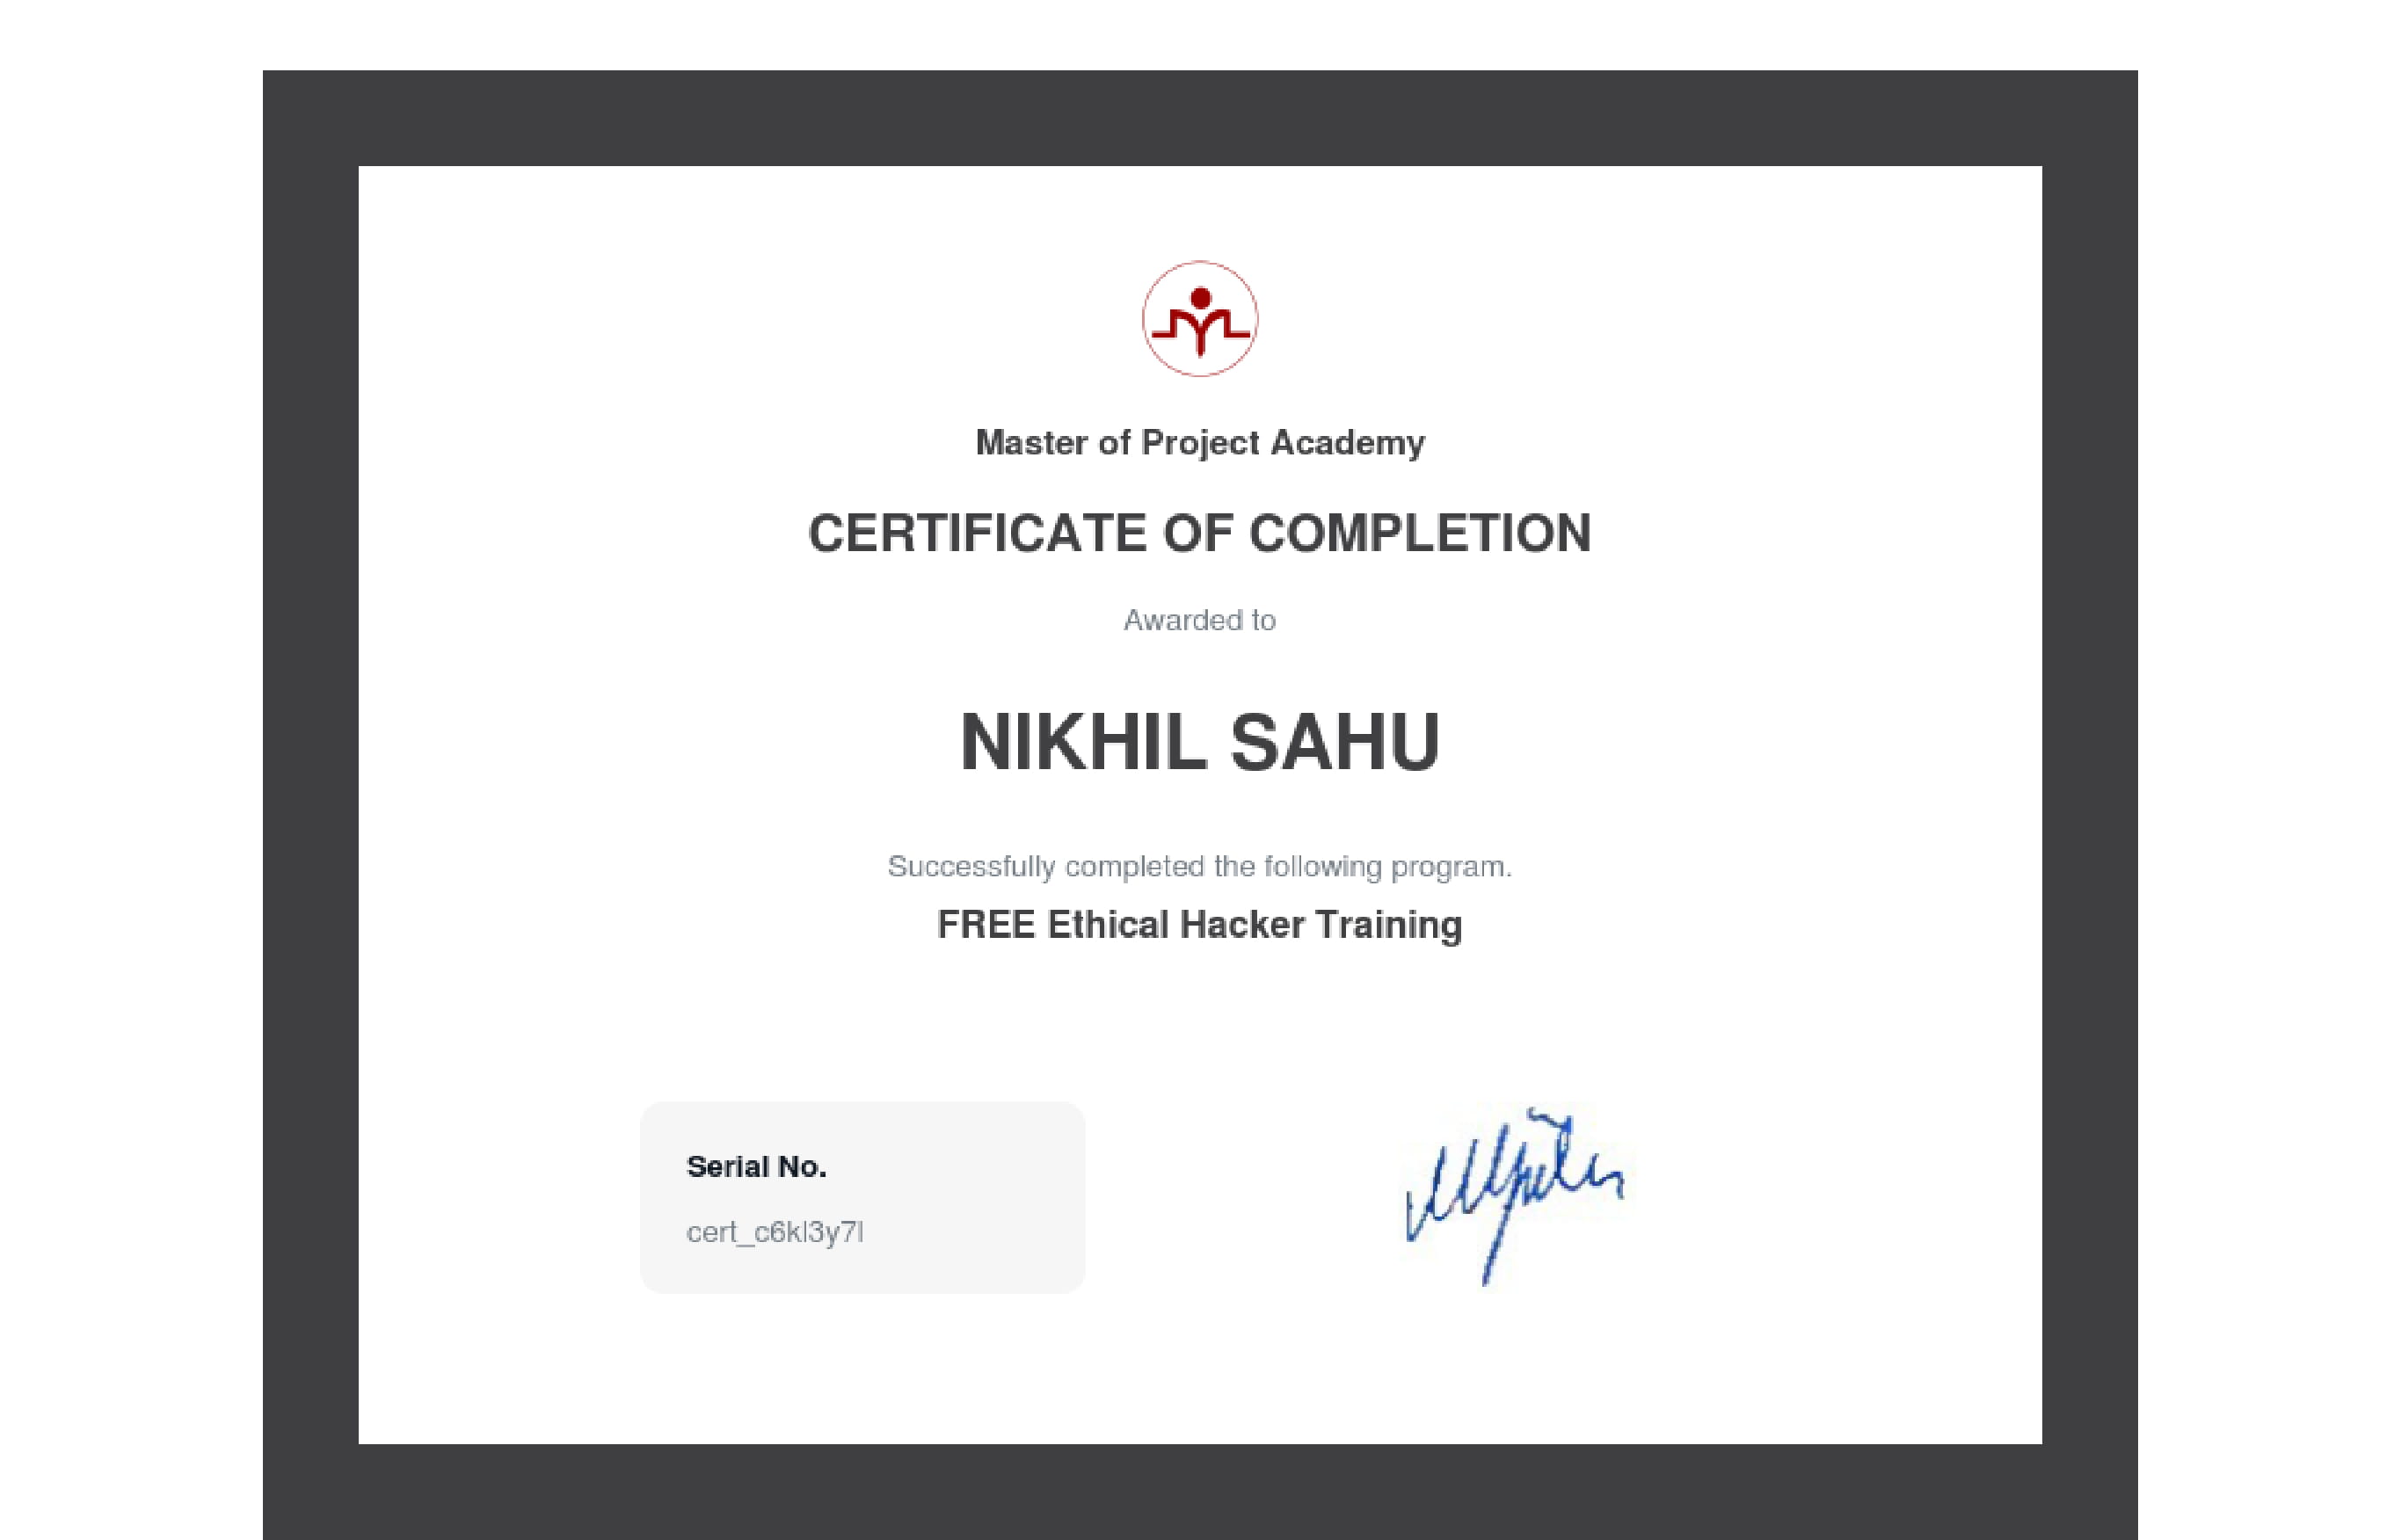 Master of Project Academy
CERTIFICATE OF COMPLETION
Awarded to
NIKHIL SAHU
Successfully completed the following program.
FREE Ethical Hacker Training
Serial No.
cert_c6kl3y7l